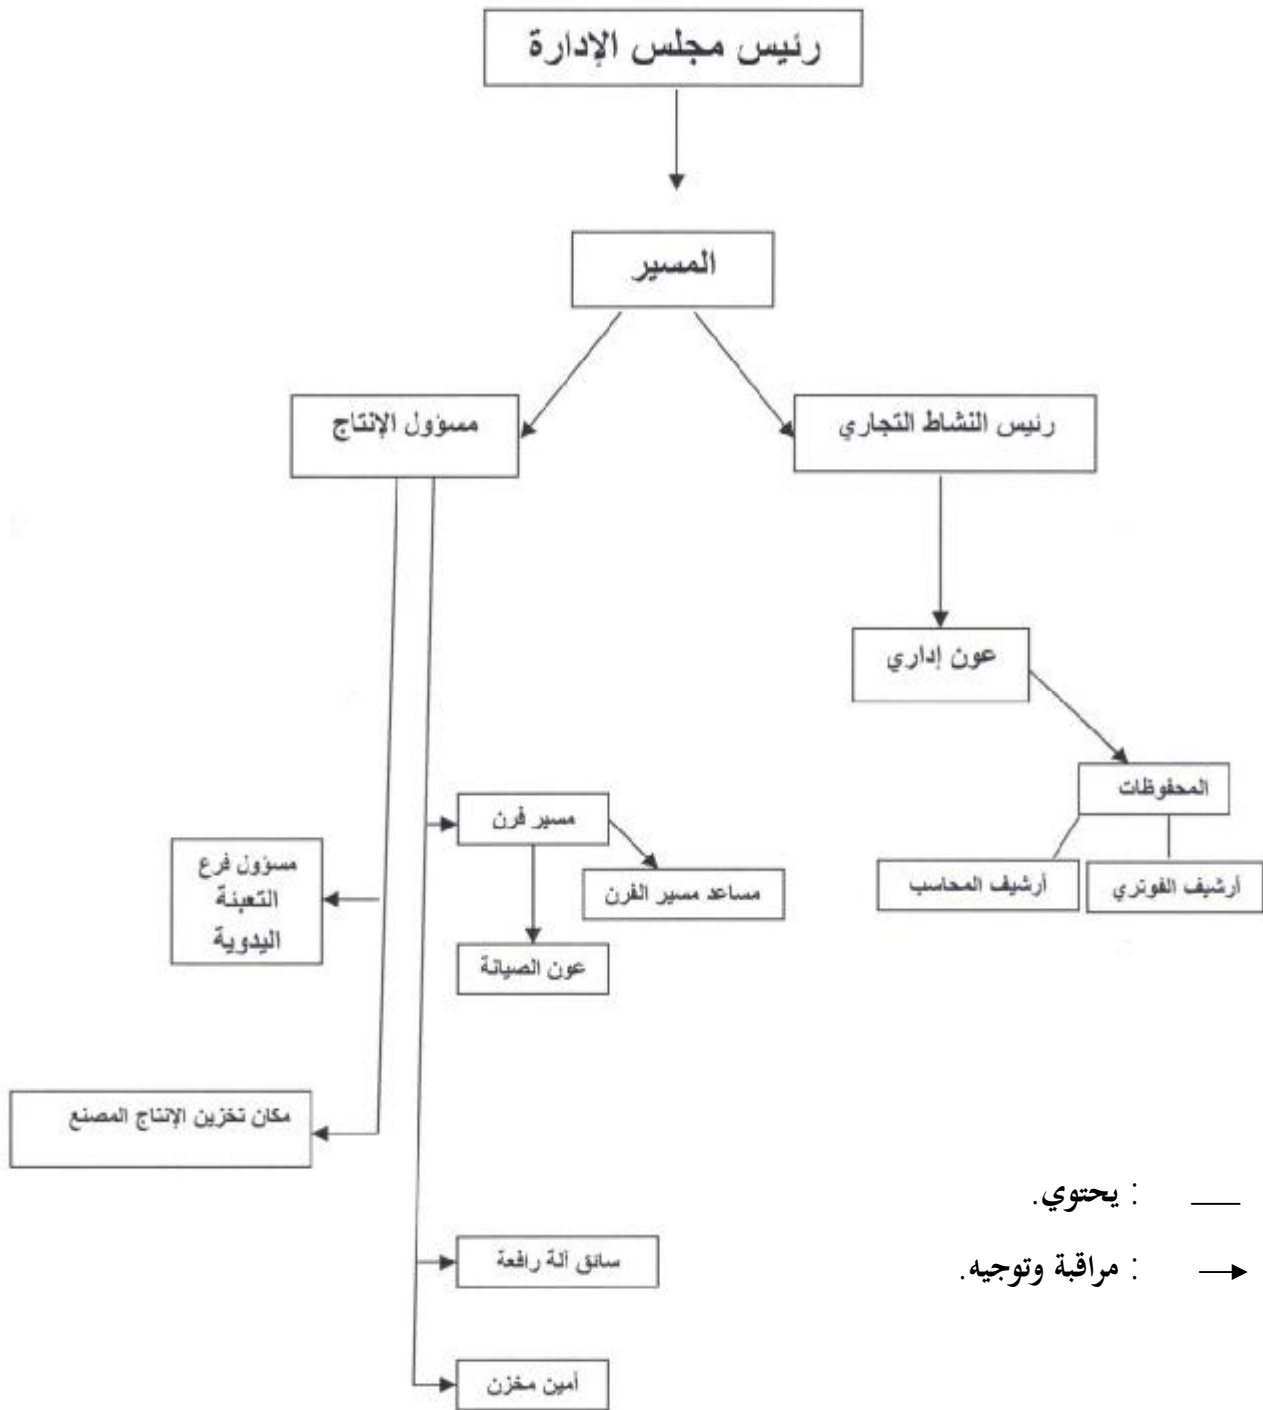 رئيس مجلس الإدارة
المسير
رئيس النشاط التجاري
مسؤول الإنتاج
عون إداري
المحفوظات
أرشيف الفوتري
أرشيف المحاسب
مسير فرن
مساعد مسير الفرن
عون الصيانة
مسؤول فرع
التعبئة
اليدوية
مكان تخزين الإنتاج المصنع
سائق آلة رافعة
أمين مخزن
: يحتوي.
: مراقبة وتوجيه.